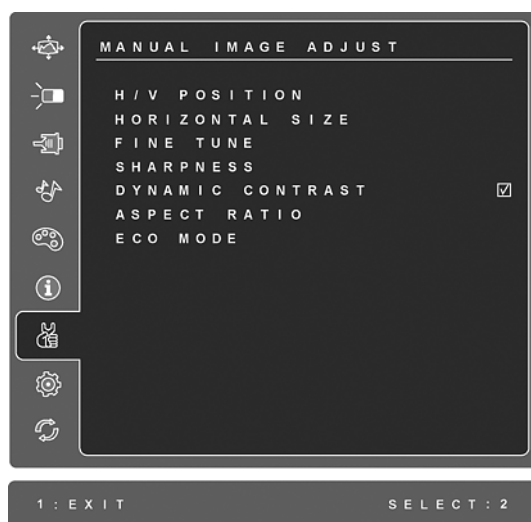 MANUAL IMAGE ADJUST
H/V POSITION
HORIZONTAL SIZE
FINE TUNE
SHARPNESS
DYNAMIC CONTRAST
ASPECT RATIO
ECO MODE
1:EXIT SELECT:2